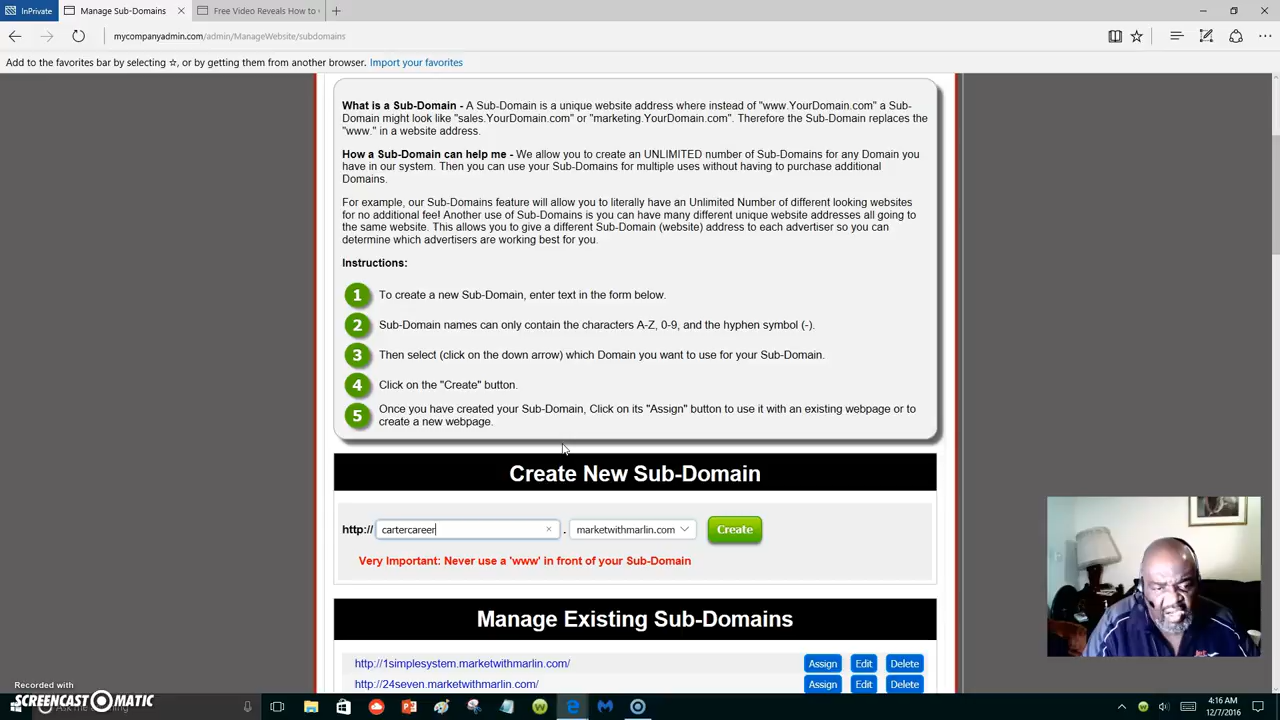 InPrivate
Manage Sub-Domains
Free Video Reveals How to
mycompanyadmin.com/admin/ManageWebsite/subdomains
Add to the favorites bar by selecting ☆, or by getting them from another browser. Import your favorites
What is a Sub-Domain - A Sub-Domain is a unique website address where instead of "www.YourDomain.com" a Sub-
Domain might look like "sales.YourDomain.com" or "marketing.YourDomain.com". Therefore the Sub-Domain replaces the
"www." in a website address.
How a Sub-Domain can help me - We allow you to create an UNLIMITED number of Sub-Domains for any Domain you
have in our system. Then you can use your Sub-Domains for multiple uses without having to purchase additional
Domains.
For example, our Sub-Domains feature will allow you to literally have an Unlimited Number of different looking websites
for no additional fee! Another use of Sub-Domains is you can have many different unique website addresses all going to
the same website. This allows you to give a different Sub-Domain (website) address to each advertiser so you can
determine which advertisers are working best for you.
Instructions:
1 To create a new Sub-Domain, enter text in the form below.
2 Sub-Domain names can only contain the characters A-Z, 0-9, and the hyphen symbol (-).
3 Then select (click on the down arrow) which Domain you want to use for your Sub-Domain.
4 Click on the "Create" button.
5 Once you have created your Sub-Domain, Click on its "Assign" button to use it with an existing webpage or to
create a new webpage.
Create New Sub-Domain
http:// cartercareer . marketwithmarlin.com Create
Very Important: Never use a 'www' in front of your Sub-Domain
Manage Existing Sub-Domains
http://1simplesystem.marketwithmarlin.com/ Assign Edit Delete
http://24seven.marketwithmarlin.com/ Assign Edit Delete
Recorded with
SCREENCAST O MATIC
4:16 AM
12/7/2016